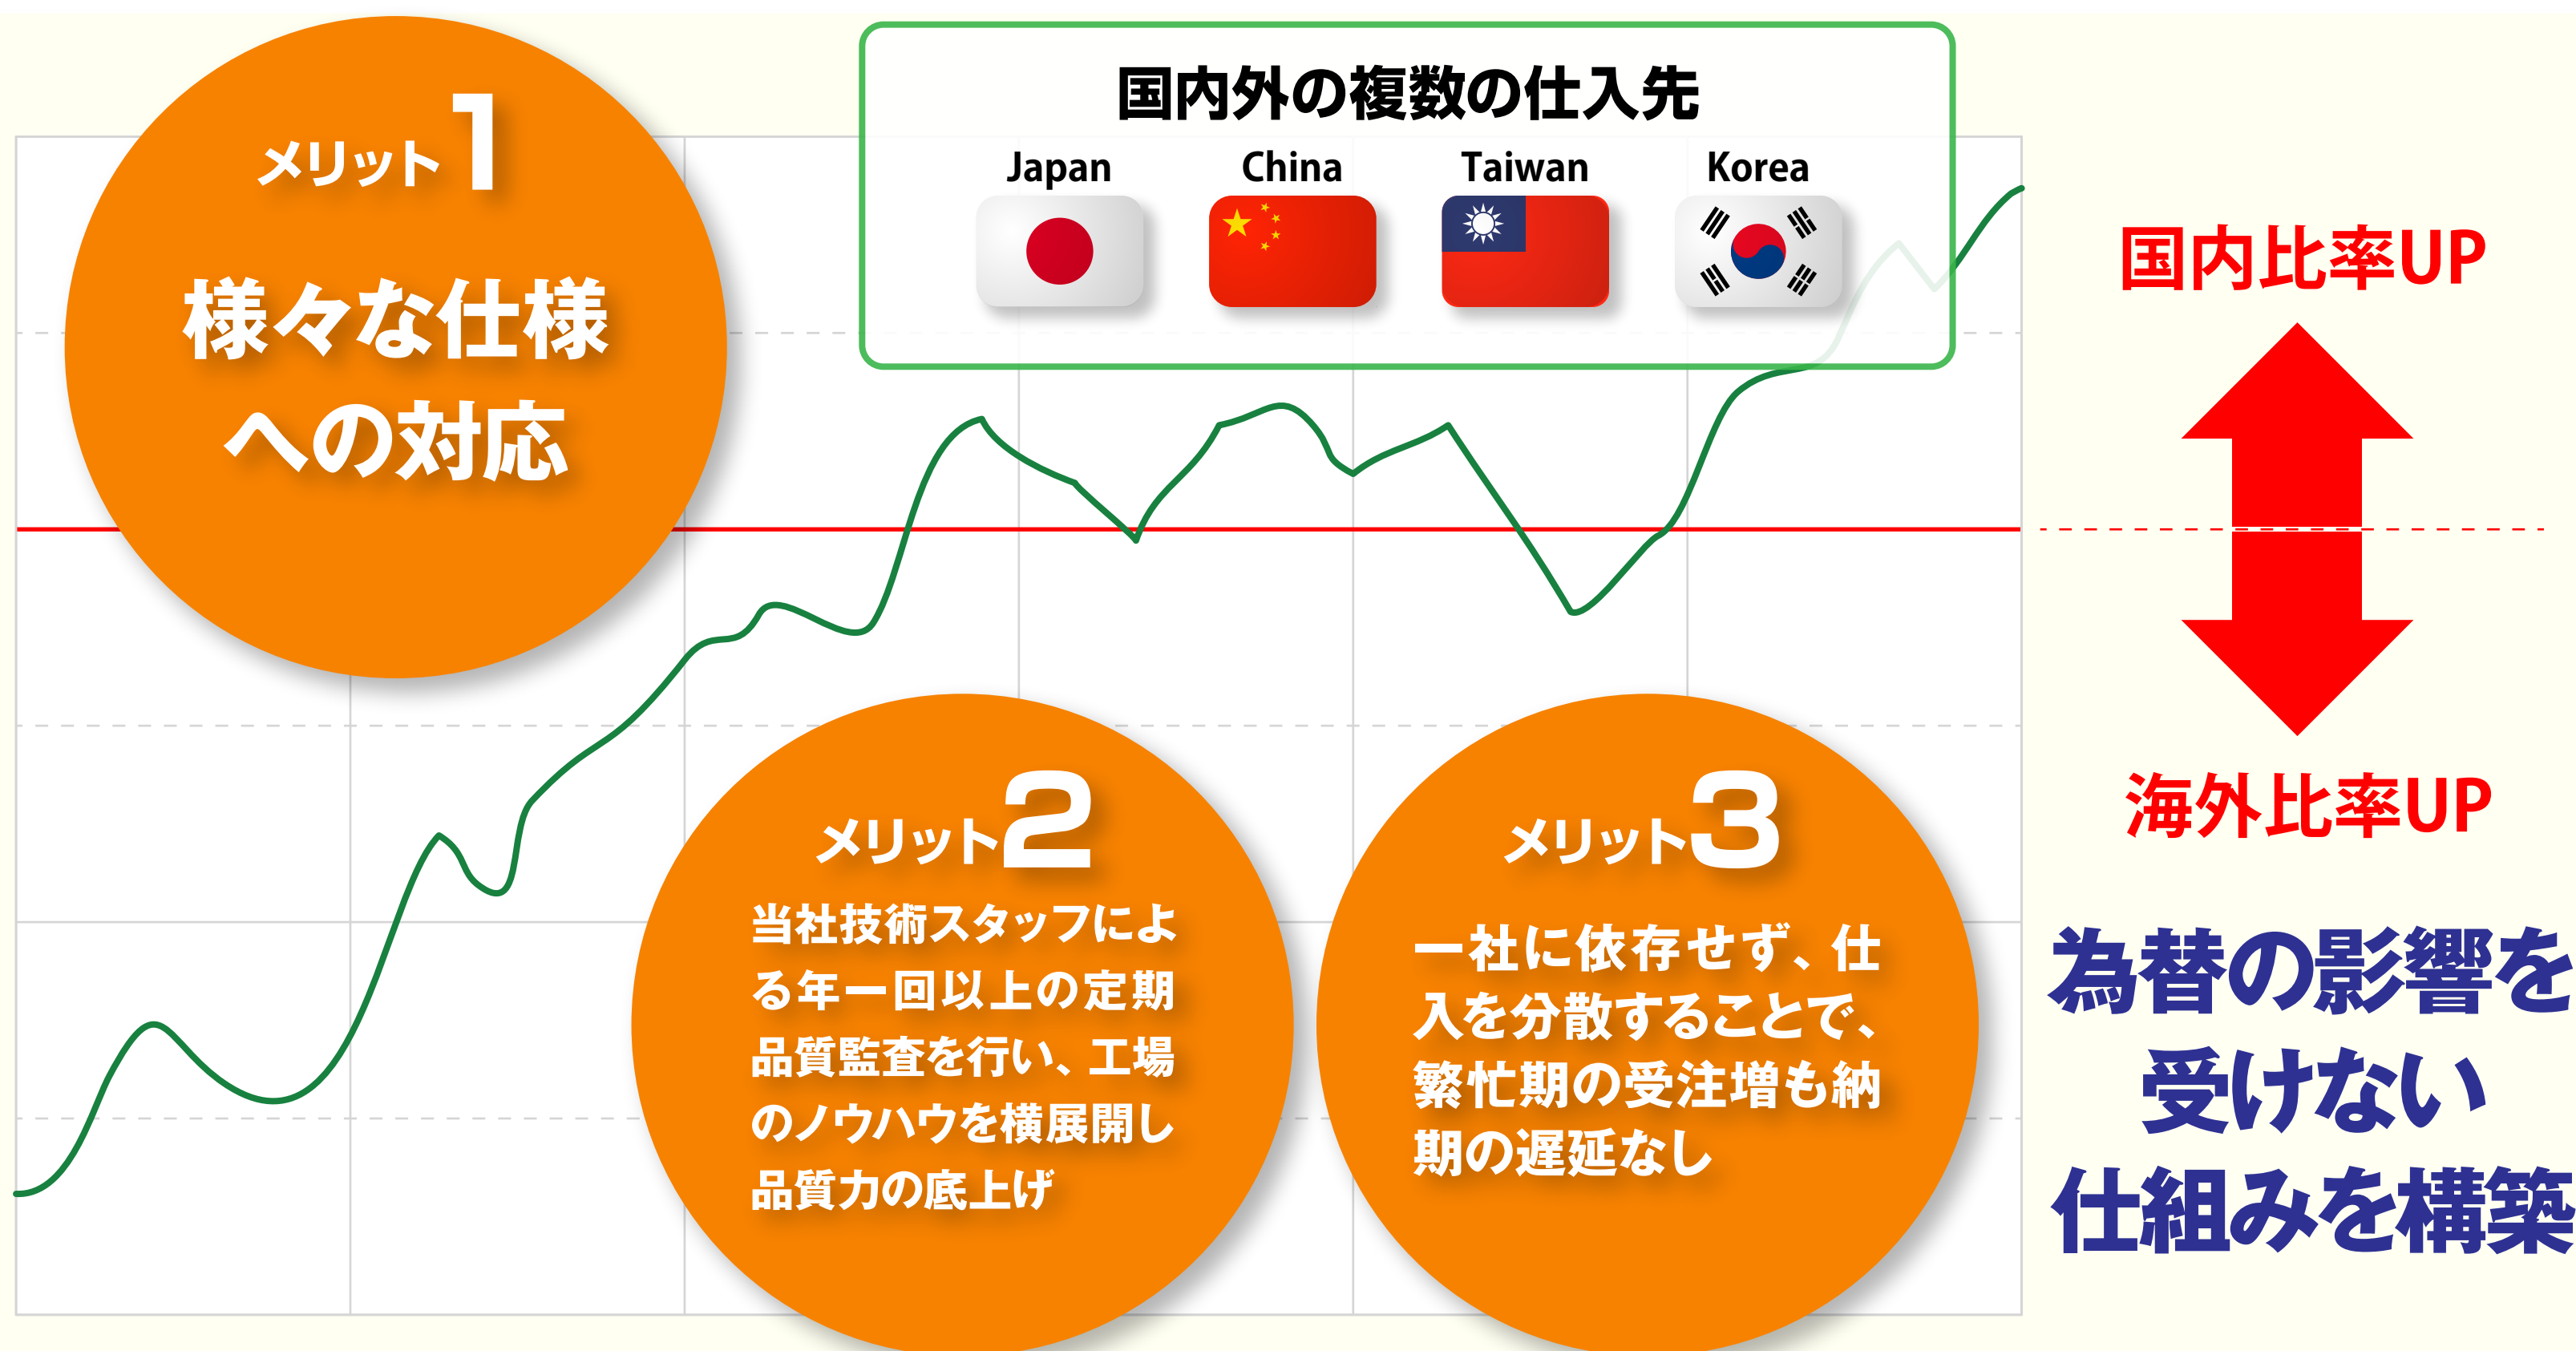 メリット1
様々な仕様
への対応
国内外の複数の仕入先
Japan China Taiwan Korea
国内比率UP
海外比率UP
メリット2
当社技術スタッフによ
る年一回以上の定期
品質監査を行い、工場
のノウハウを横展開し
品質力の底上げ
メリット3
一社に依存せず、仕
入を分散することで、
繁忙期の受注増も納
期の遅延なし
為替の影響を
受けない
仕組みを構築